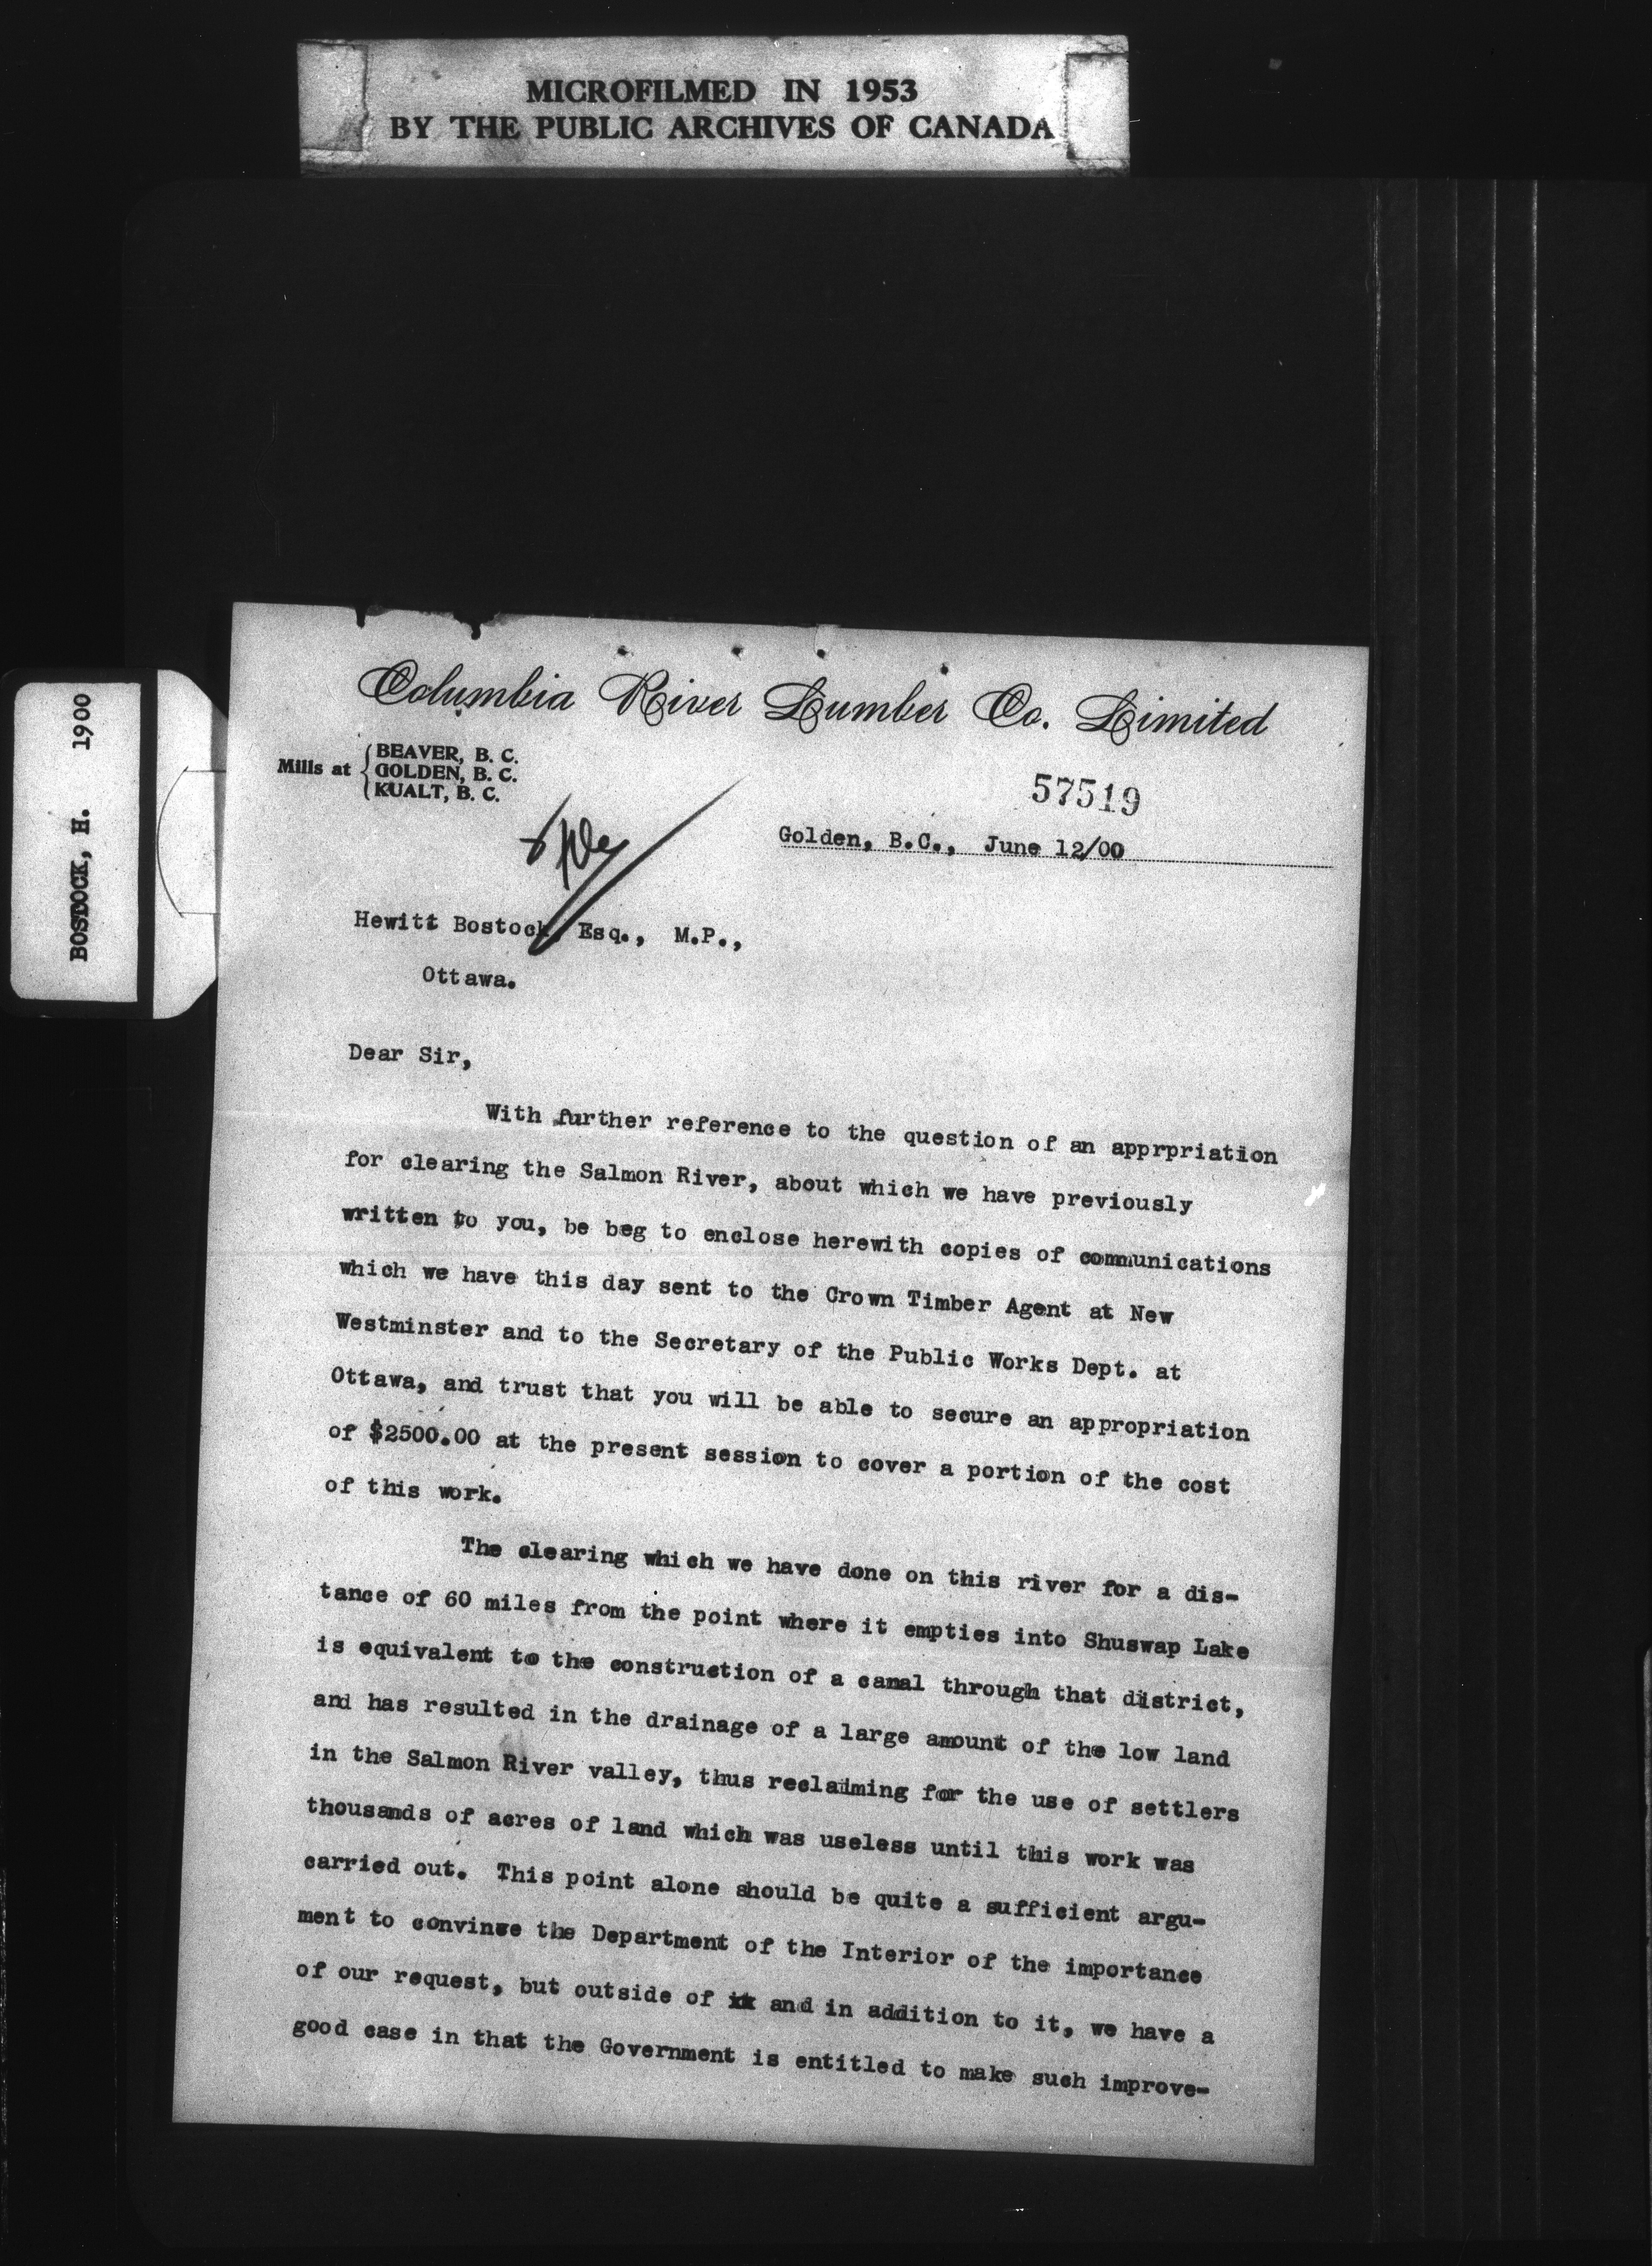 MICROFILMED IN 1953
BY THE PUBLIC ARCHIVES OF CANADA
BOSTOCK, H. 1900
Columbia River Lumber Co. Limited
Mills at { BEAVER, B. C.
GOLDEN, B. C.
KUALT, B. C.
57519
Golden, B.C., June 12/00
Hewitt Bostock, Esq., M.P.,
Ottawa.
Dear Sir,
With further reference to the question of an apprpriation
for clearing the Salmon River, about which we have previously
written to you, be beg to enclose herewith copies of communications
which we have this day sent to the Crown Timber Agent at New
Westminster and to the Secretary of the Public Works Dept. at
Ottawa, and trust that you will be able to secure an appropriation
of $2500.00 at the present session to cover a portion of the cost
of this work.
The clearing which we have done on this river for a dis-
tance of 60 miles from the point where it empties into Shuswap Lake
is equivalent to the construction of a canal through that district,
and has resulted in the drainage of a large amount of the low land
in the Salmon River valley, thus reclaiming for the use of settlers
thousands of acres of land which was useless until this work was
carried out. This point alone should be quite a sufficient argu-
ment to convince the Department of the Interior of the importance
of our request, but outside of it and in addition to it, we have a
good case in that the Government is entitled to make such improve-